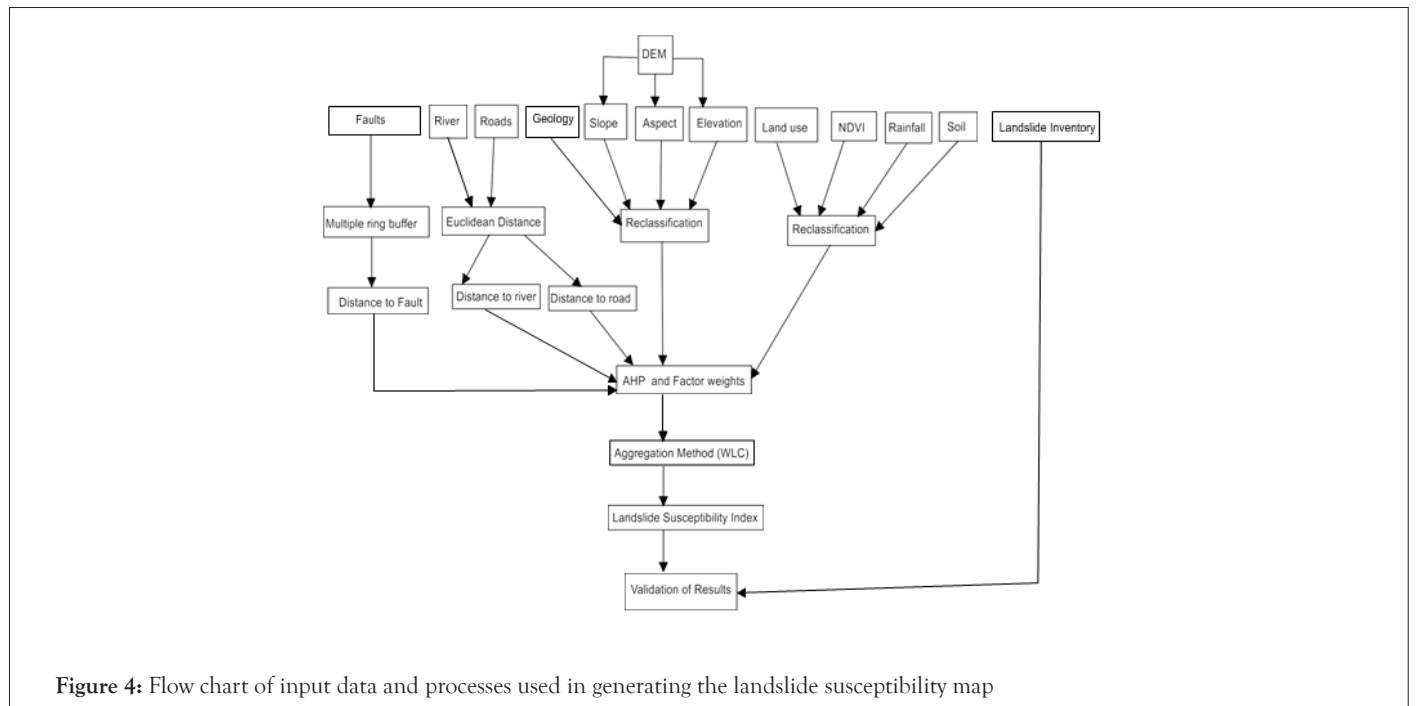 DEM
Faults
River
Roads
Geology
Slope
Aspect
Elevation
Land use
NDVI
Rainfall
Soil
Landslide Inventory
Multiple ring buffer
Euclidean Distance
Reclassification
Reclassification
Distance to Fault
Distance to river
Distance to road
AHP and Factor weights
Aggregation Method (WLC)
Landslide Susceptibility Index
Validation of Results
Figure 4: Flow chart of input data and processes used in generating the landslide susceptibility map